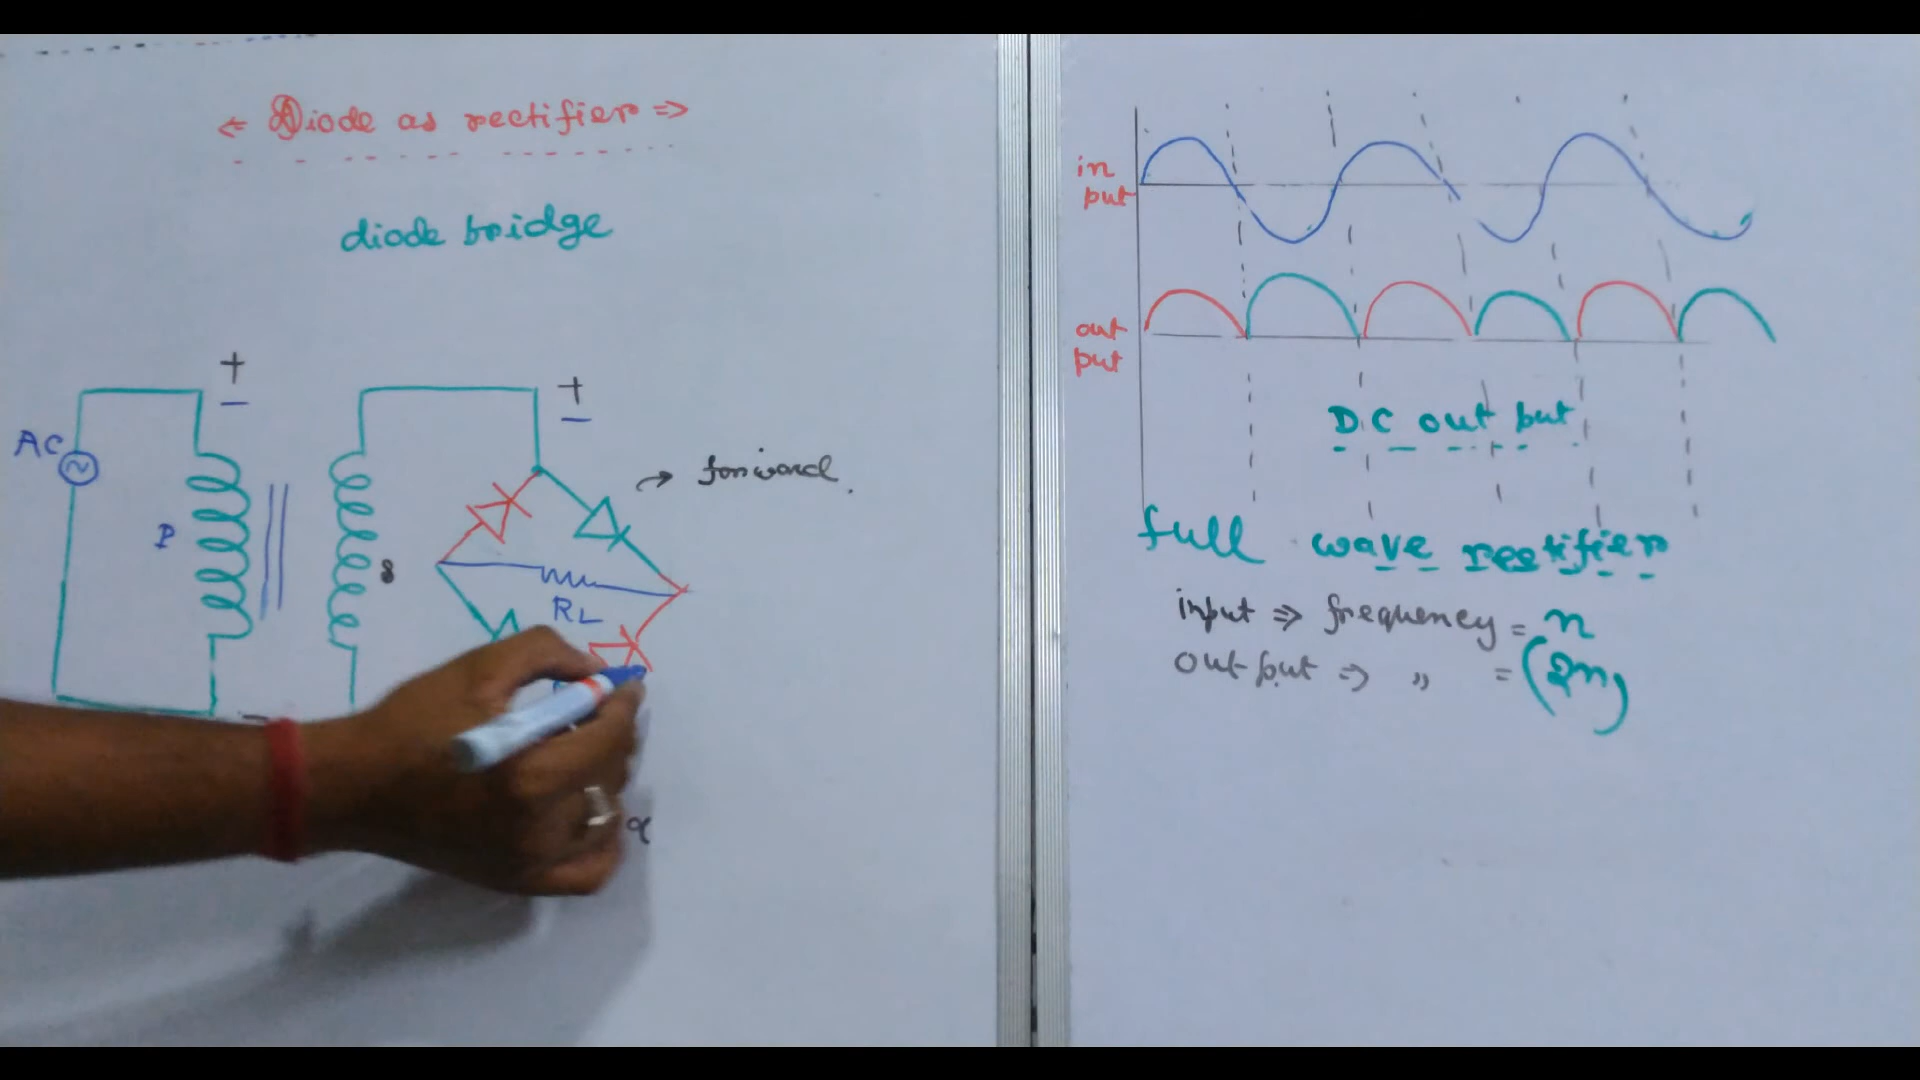 ← Diode as rectifier ⇒
diode bridge
+
−
+
−
AC
~
P
S
→ forward.
RL
−
in
put
out
put
D.C out put
full wave rectifier
input ⇒ frequency = n
out put ⇒ ,, = (2n)